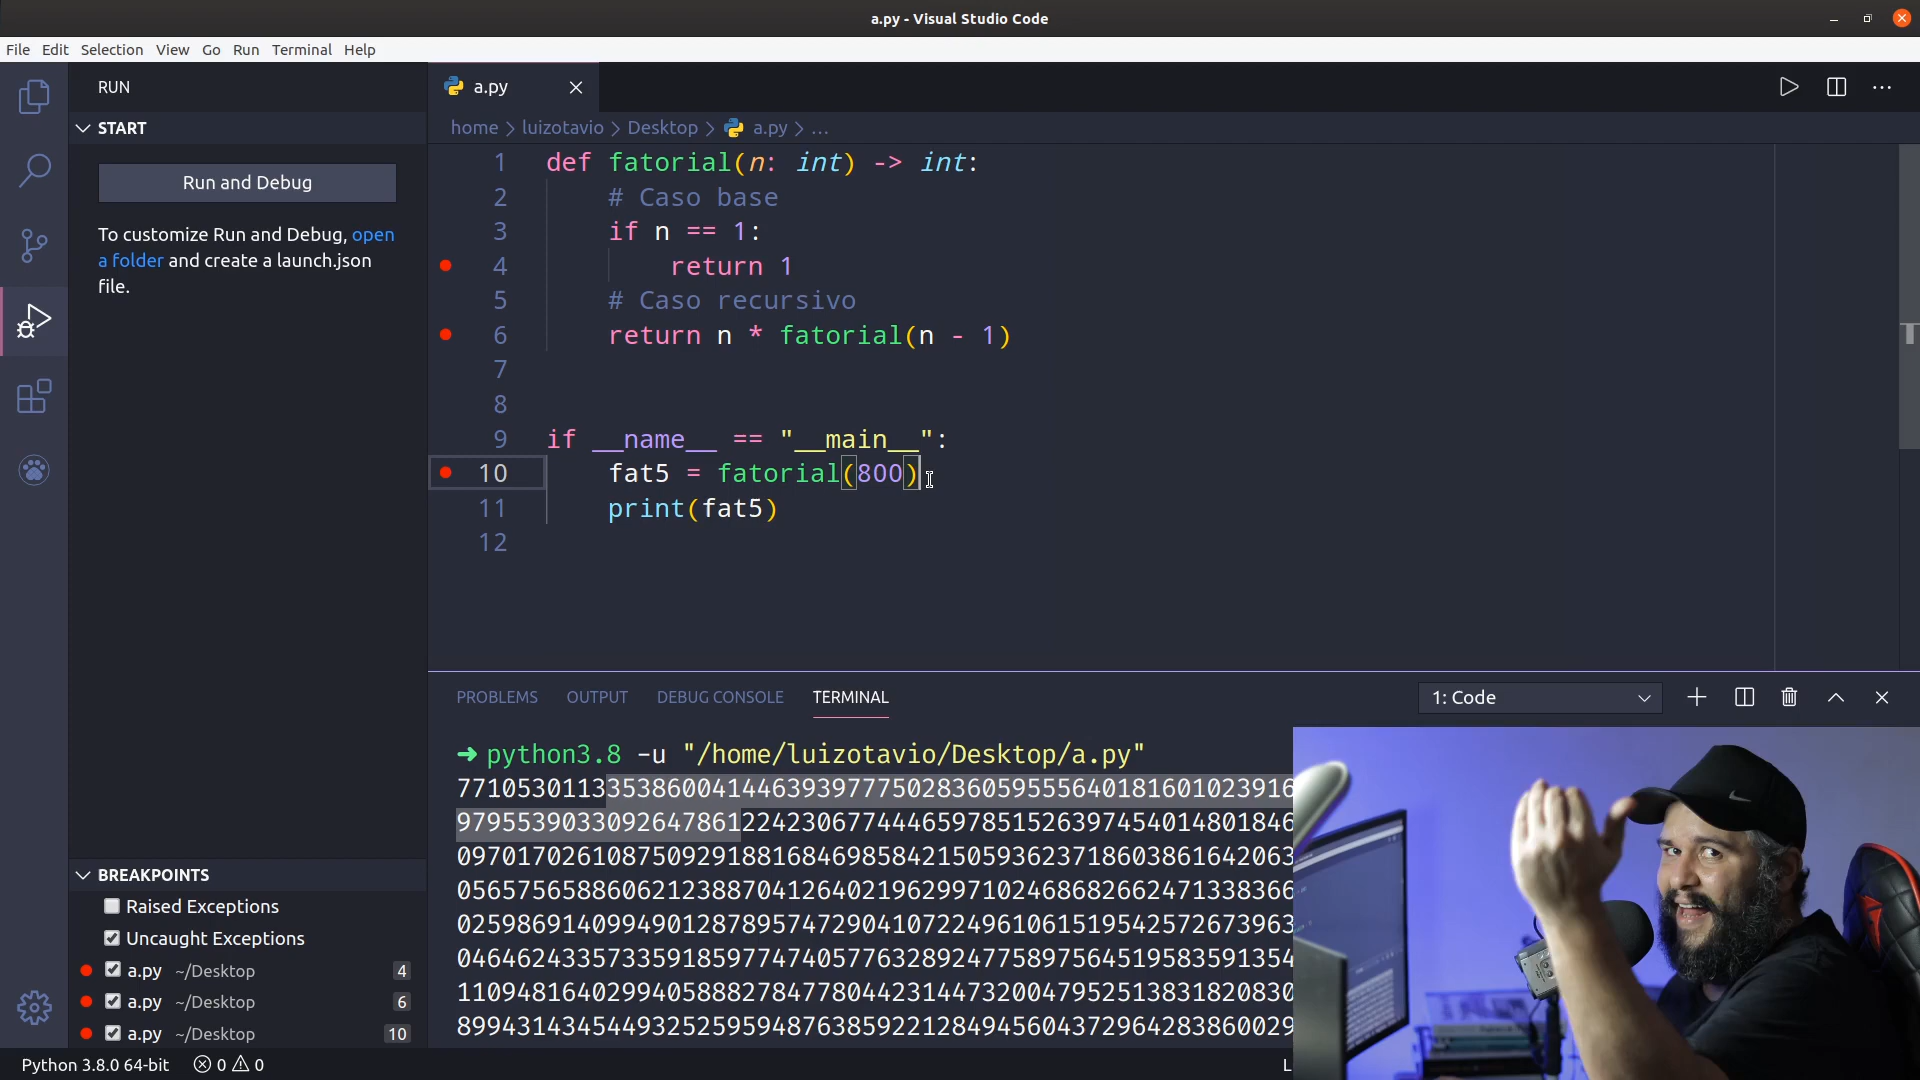 a.py - Visual Studio Code
File Edit Selection View Go Run Terminal Help
RUN
START
Run and Debug
To customize Run and Debug, open
a folder and create a launch.json
file.
a.py
home > luizotavio > Desktop > a.py > ...
1 def fatorial(n: int) -> int:
2 # Caso base
3 if n == 1:
4 return 1
5 # Caso recursivo
6 return n * fatorial(n - 1)
7
8
9 if __name__ == "__main__":
10 fat5 = fatorial(800)
11 print(fat5)
12
PROBLEMS OUTPUT DEBUG CONSOLE TERMINAL 1: Code
➜ python3.8 -u "/home/luizotavio/Desktop/a.py"
77105301133538600414463939777502836059555640181601023916
9795539033092647861224230677444659785152639745401480184​6
0970170261087509291881684698584215059362371860386164206​3
0565756588606212388704126402196299710246868266247133836​6
0259869140994901287895747290410722496106151954257267396​3
0464624335733591859774740577632892477589756451958359135​4
1109481640299405888278477804423144732004795251383182083​0
8994314345449325259594876385922128494560437296428386002​9
BREAKPOINTS
Raised Exceptions
Uncaught Exceptions
a.py ~/Desktop 4
a.py ~/Desktop 6
a.py ~/Desktop 10
Python 3.8.0 64-bit 0 0
L